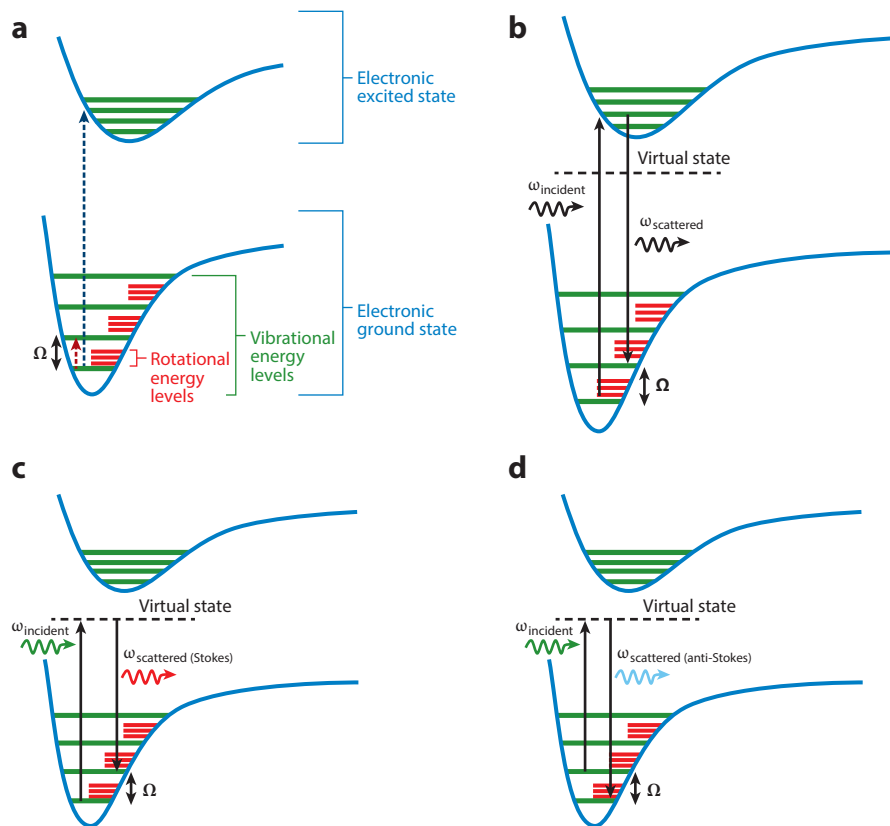 a
Electronic
excited state
Electronic
ground state
Vibrational
energy
levels
Rotational
energy
levels
Ω
b
Virtual state
ωincident
ωscattered
Ω
c
Virtual state
ωincident
ωscattered (Stokes)
Ω
d
Virtual state
ωincident
ωscattered (anti-Stokes)
Ω